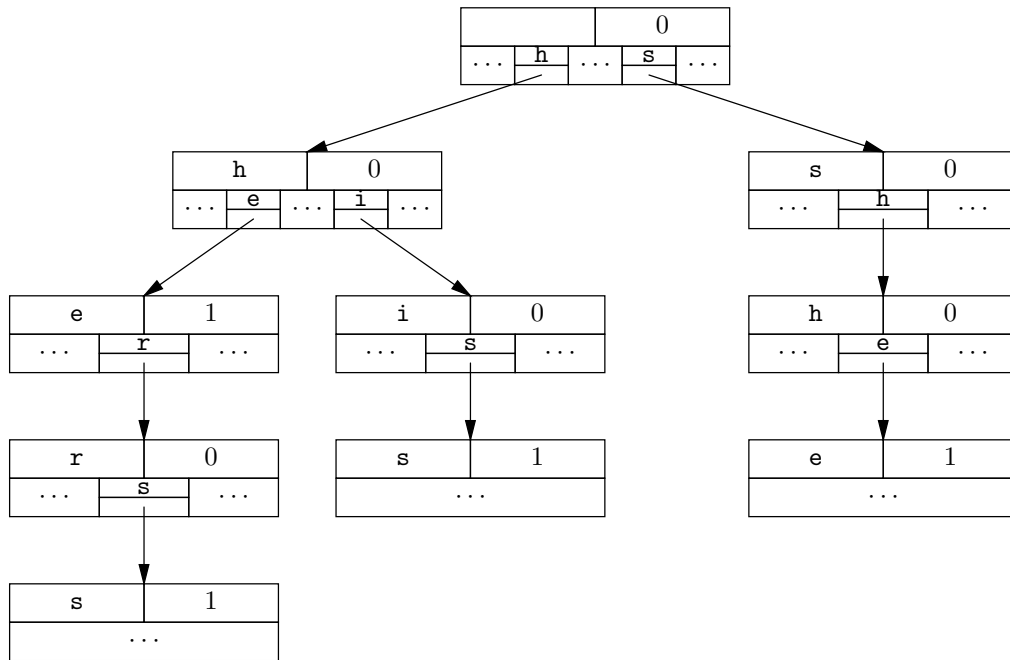 0
... h ... s ...
h 0 s 0
... e ... i ... ... h ...
e 1 i 0 h 0
... r ... ... s ... ... e ...
r 0 s 1 e 1
... s ... ... ...
s 1
...